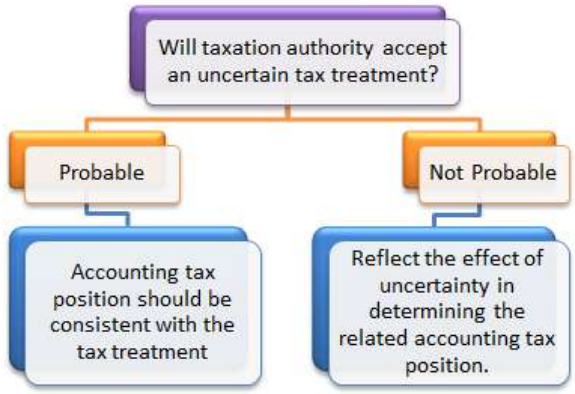 Will taxation authority accept
an uncertain tax treatment?
Probable
Not Probable
Accounting tax
position should be
consistent with the
tax treatment
Reflect the effect of
uncertainty in
determining the
related accounting tax
position.